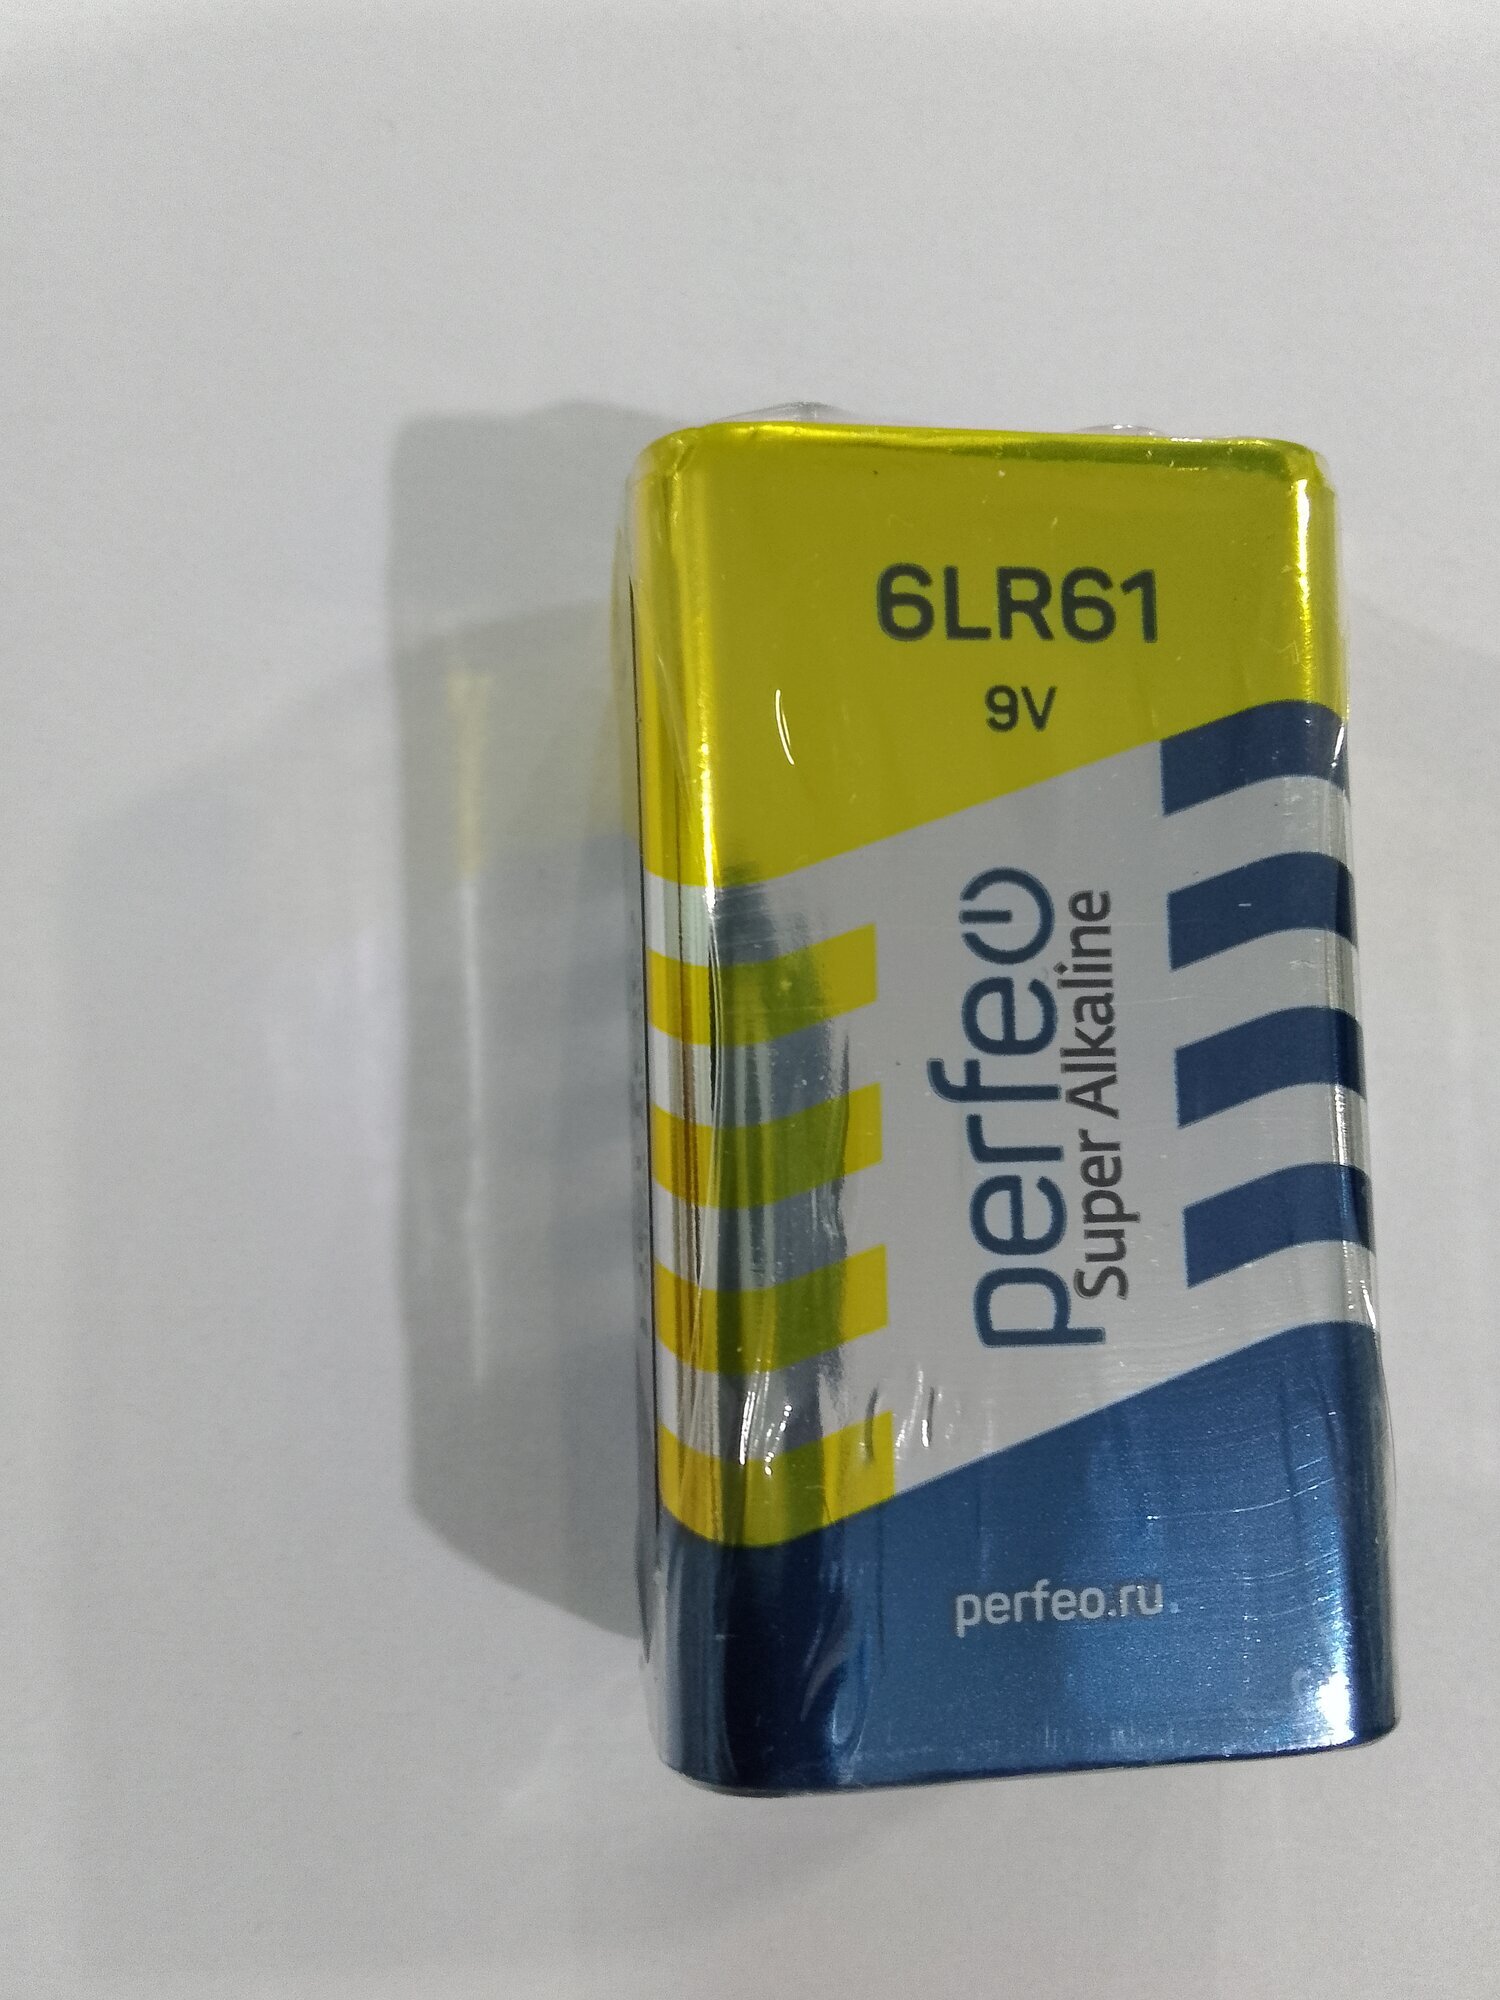 6LR61
9V
perfeo
Super Alkaline
perfeo.ru